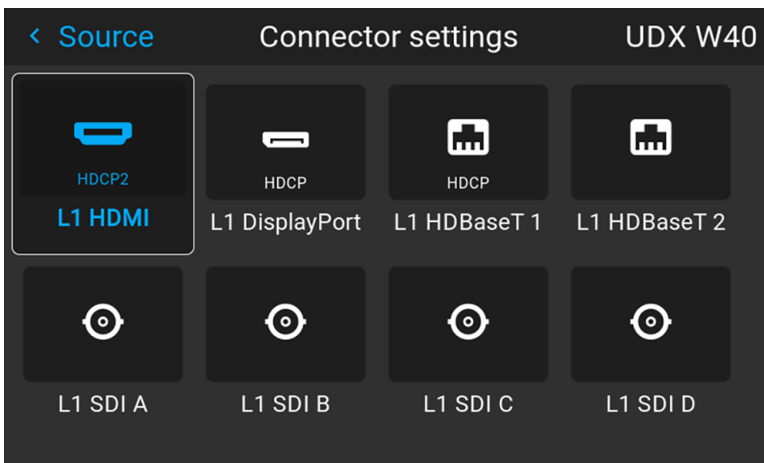 Source
Connector settings
UDX W40
HDCP2
HDCP
HDCP
L1 HDMI
L1 DisplayPort
L1 HDBaseT 1
L1 HDBaseT 2
L1 SDI A
L1 SDI B
L1 SDI C
L1 SDI D